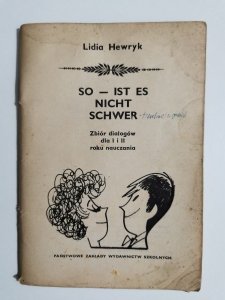 Lidia Hewryk
SO — IST ES
NICHT
SCHWER
Zbiór dialogów
dla I i II
roku nauczania
PAŃSTWOWE ZAKŁADY WYDAWNICTW SZKOLNYCH